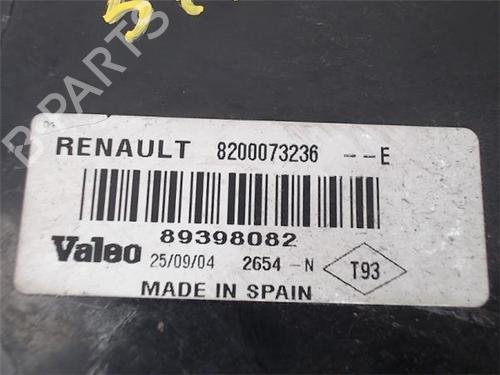 RENAULT 8200073236 -- -- E
89398082
Valeo 25/09/04 2654 - N T93
MADE IN SPAIN
B PARTS